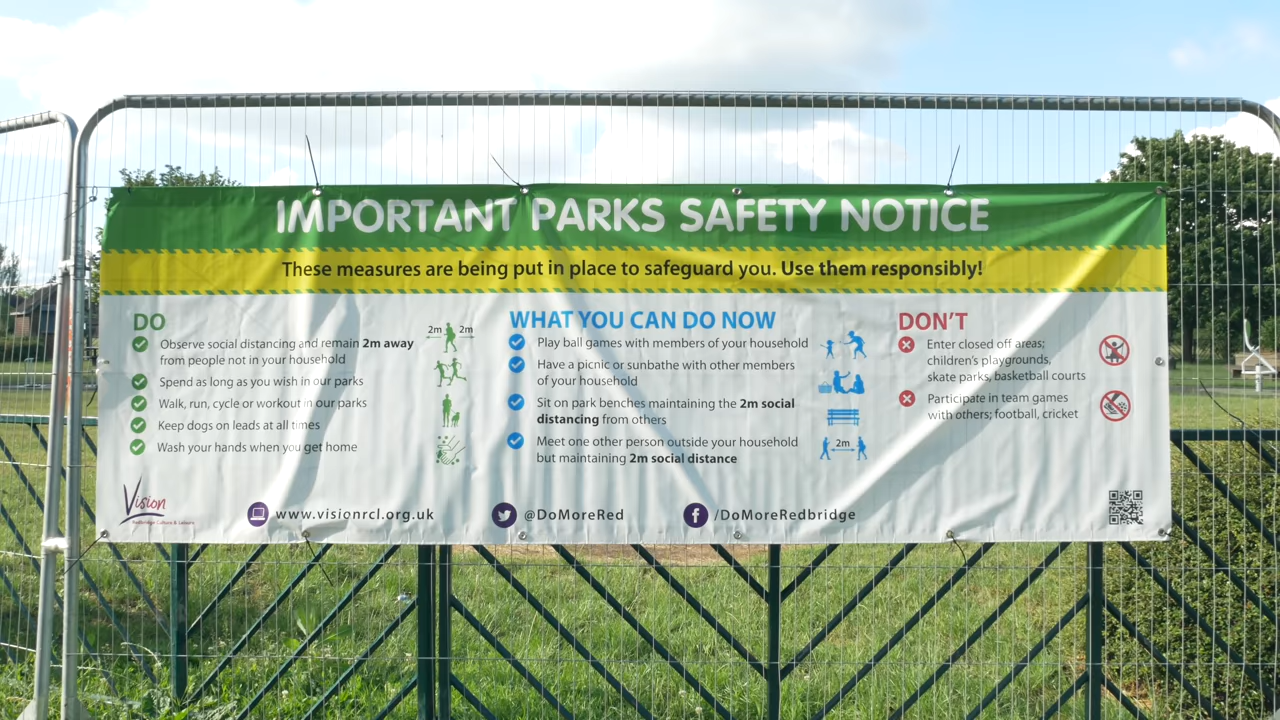 IMPORTANT PARKS SAFETY NOTICE
These measures are being put in place to safeguard you. Use them responsibly!
DO
Observe social distancing and remain 2m away
from people not in your household
Spend as long as you wish in our parks
Walk, run, cycle or workout in our parks
Keep dogs on leads at all times
Wash your hands when you get home
2m 2m
WHAT YOU CAN DO NOW
Play ball games with members of your household
Have a picnic or sunbathe with other members
of your household
Sit on park benches maintaining the 2m social
distancing from others
Meet one other person outside your household
but maintaining 2m social distance
2m
DON'T
Enter closed off areas;
children's playgrounds,
skate parks, basketball courts
Participate in team games
with others; football, cricket
Vision
Redbridge Culture & Leisure
www.visionrcl.org.uk
@DoMoreRed
/DoMoreRedbridge